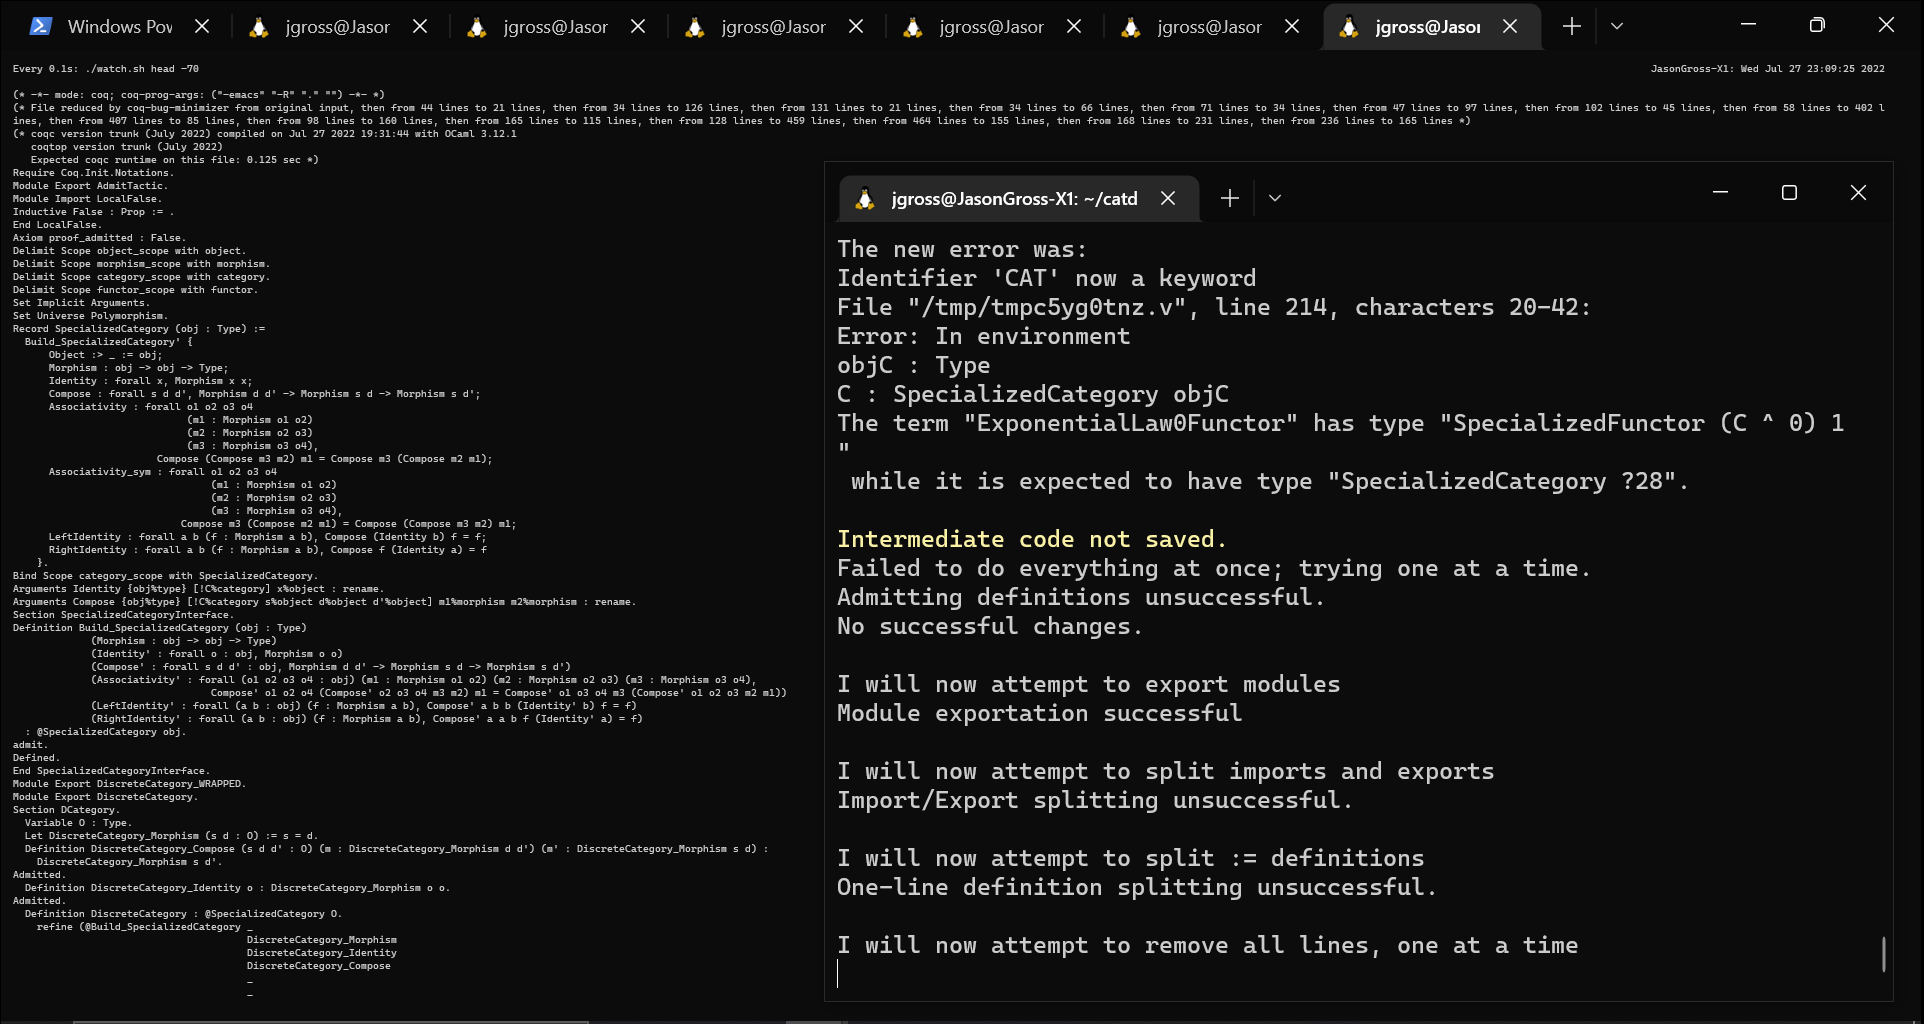 Windows Pow
jgross@Jasor
jgross@Jasor
jgross@Jasor
jgross@Jasor
jgross@Jasor
jgross@Jasor
Every 0.1s: ./watch.sh head -70
JasonGross-X1: Wed Jul 27 23:09:25 2022
(* -*- mode: coq; coq-prog-args: ("-emacs" "-R" "." "") -*- *)
(* File reduced by coq-bug-minimizer from original input, then from 44 lines to 21 lines, then from 34 lines to 126 lines, then from 131 lines to 21 lines, then from 34 lines to 66 lines, then from 71 lines to 34 lines, then from 47 lines to 97 lines, then from 102 lines to 45 lines, then from 58 lines to 402 l
ines, then from 407 lines to 85 lines, then from 98 lines to 160 lines, then from 165 lines to 115 lines, then from 128 lines to 459 lines, then from 464 lines to 155 lines, then from 168 lines to 231 lines, then from 236 lines to 165 lines *)
(* coqc version trunk (July 2022) compiled on Jul 27 2022 19:31:44 with OCaml 3.12.1
   coqtop version trunk (July 2022)
   Expected coqc runtime on this file: 0.125 sec *)
Require Coq.Init.Notations.
Module Export AdmitTactic.
Module Import LocalFalse.
Inductive False : Prop := .
End LocalFalse.
Axiom proof_admitted : False.
Delimit Scope object_scope with object.
Delimit Scope morphism_scope with morphism.
Delimit Scope category_scope with category.
Delimit Scope functor_scope with functor.
Set Implicit Arguments.
Set Universe Polymorphism.
Record SpecializedCategory (obj : Type) :=
  Build_SpecializedCategory' {
      Object :> _ := obj;
      Morphism : obj -> obj -> Type;
      Identity : forall x, Morphism x x;
      Compose : forall s d d', Morphism d d' -> Morphism s d -> Morphism s d';
      Associativity : forall o1 o2 o3 o4
                             (m1 : Morphism o1 o2)
                             (m2 : Morphism o2 o3)
                             (m3 : Morphism o3 o4),
                        Compose (Compose m3 m2) m1 = Compose m3 (Compose m2 m1);
      Associativity_sym : forall o1 o2 o3 o4
                                 (m1 : Morphism o1 o2)
                                 (m2 : Morphism o2 o3)
                                 (m3 : Morphism o3 o4),
                            Compose m3 (Compose m2 m1) = Compose (Compose m3 m2) m1;
      LeftIdentity : forall a b (f : Morphism a b), Compose (Identity b) f = f;
      RightIdentity : forall a b (f : Morphism a b), Compose f (Identity a) = f
    }.
Bind Scope category_scope with SpecializedCategory.
Arguments Identity {obj%type} [!C%category] x%object : rename.
Arguments Compose {obj%type} [!C%category s%object d%object d'%object] m1%morphism m2%morphism : rename.
Section SpecializedCategoryInterface.
Definition Build_SpecializedCategory (obj : Type)
             (Morphism : obj -> obj -> Type)
             (Identity' : forall o : obj, Morphism o o)
             (Compose' : forall s d d' : obj, Morphism d d' -> Morphism s d -> Morphism s d')
             (Associativity' : forall (o1 o2 o3 o4 : obj) (m1 : Morphism o1 o2) (m2 : Morphism o2 o3) (m3 : Morphism o3 o4),
                                 Compose' o1 o2 o4 (Compose' o2 o3 o4 m3 m2) m1 = Compose' o1 o3 o4 m3 (Compose' o1 o2 o3 m2 m1))
             (LeftIdentity' : forall (a b : obj) (f : Morphism a b), Compose' a b b (Identity' b) f = f)
             (RightIdentity' : forall (a b : obj) (f : Morphism a b), Compose' a a b f (Identity' a) = f)
  : @SpecializedCategory obj.
admit.
Defined.
End SpecializedCategoryInterface.
Module Export DiscreteCategory_WRAPPED.
Module Export DiscreteCategory.
Section DCategory.
  Variable O : Type.
  Let DiscreteCategory_Morphism (s d : O) := s = d.
  Definition DiscreteCategory_Compose (s d d' : O) (m : DiscreteCategory_Morphism d d') (m' : DiscreteCategory_Morphism s d) :
    DiscreteCategory_Morphism s d'.
Admitted.
  Definition DiscreteCategory_Identity o : DiscreteCategory_Morphism o o.
Admitted.
  Definition DiscreteCategory : @SpecializedCategory O.
    refine (@Build_SpecializedCategory _
                                       DiscreteCategory_Morphism
                                       DiscreteCategory_Identity
                                       DiscreteCategory_Compose
                                       _
                                       _
jgross@JasonGross-X1: ~/catd
The new error was:
Identifier 'CAT' now a keyword
File "/tmp/tmpc5yg0tnz.v", line 214, characters 20-42:
Error: In environment
objC : Type
C : SpecializedCategory objC
The term "ExponentialLaw0Functor" has type "SpecializedFunctor (C ^ 0) 1
"
 while it is expected to have type "SpecializedCategory ?28".
Intermediate code not saved.
Failed to do everything at once; trying one at a time.
Admitting definitions unsuccessful.
No successful changes.
I will now attempt to export modules
Module exportation successful
I will now attempt to split imports and exports
Import/Export splitting unsuccessful.
I will now attempt to split := definitions
One-line definition splitting unsuccessful.
I will now attempt to remove all lines, one at a time